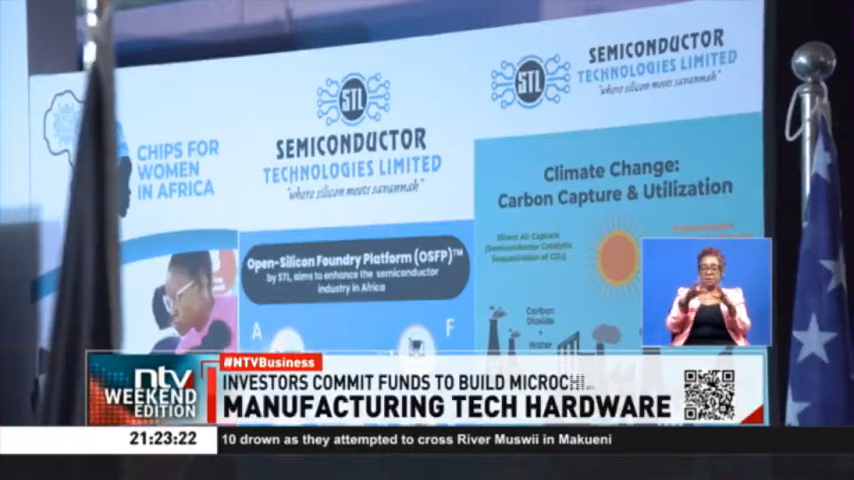 STL
SEMICONDUCTOR
TECHNOLOGIES LIMITED
"where silicon meets savannah"
CHIPS FOR
WOMEN
IN AFRICA
STL
SEMICONDUCTOR
TECHNOLOGIES LIMITED
"where silicon meets savannah"
Climate Change:
Carbon Capture & Utilization
Direct Air Capture
(Semiconductor Catalytic
Sequestration of CO₂)
Open-Silicon Foundry Platform (OSFP)™
by STL, aims to enhance the semiconductor
industry in Africa
A
F
Carbon
Dioxide
+
Water
#NTVBusiness
ntv
WEEKEND
EDITION
INVESTORS COMMIT FUNDS TO BUILD MICROCHI
MANUFACTURING TECH HARDWARE
21:23:22
10 drown as they attempted to cross River Muswii in Makueni